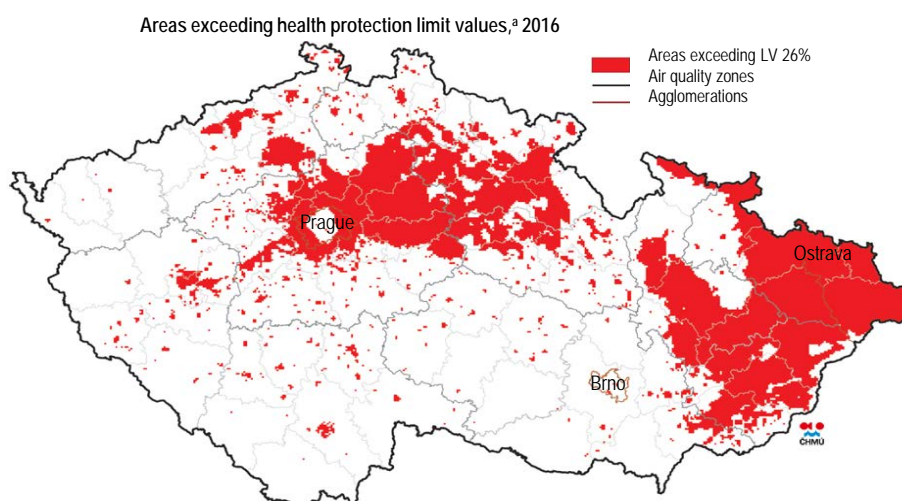 Areas exceeding health protection limit values,ª 2016
Areas exceeding LV 26%
Air quality zones
Agglomerations
Prague
Ostrava
Brno
ČHMÚ